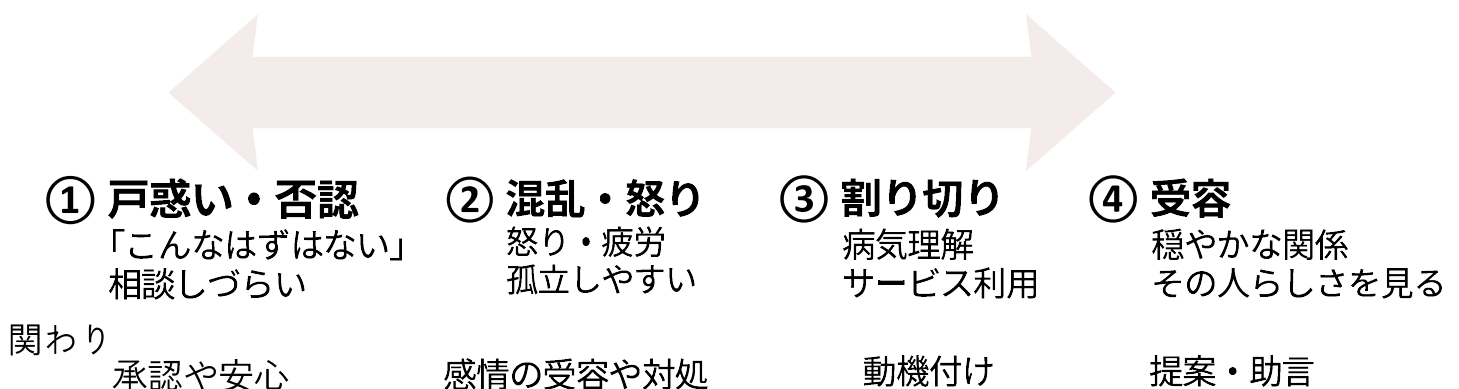 ① 戸惑い・否認
「こんなはずはない」
相談しづらい
② 混乱・怒り
怒り・疲労
孤立しやすい
③ 割り切り
病気理解
サービス利用
④ 受容
穏やかな関係
その人らしさを見る
関わり
承認や安心
感情の受容や対処
動機付け
提案・助言